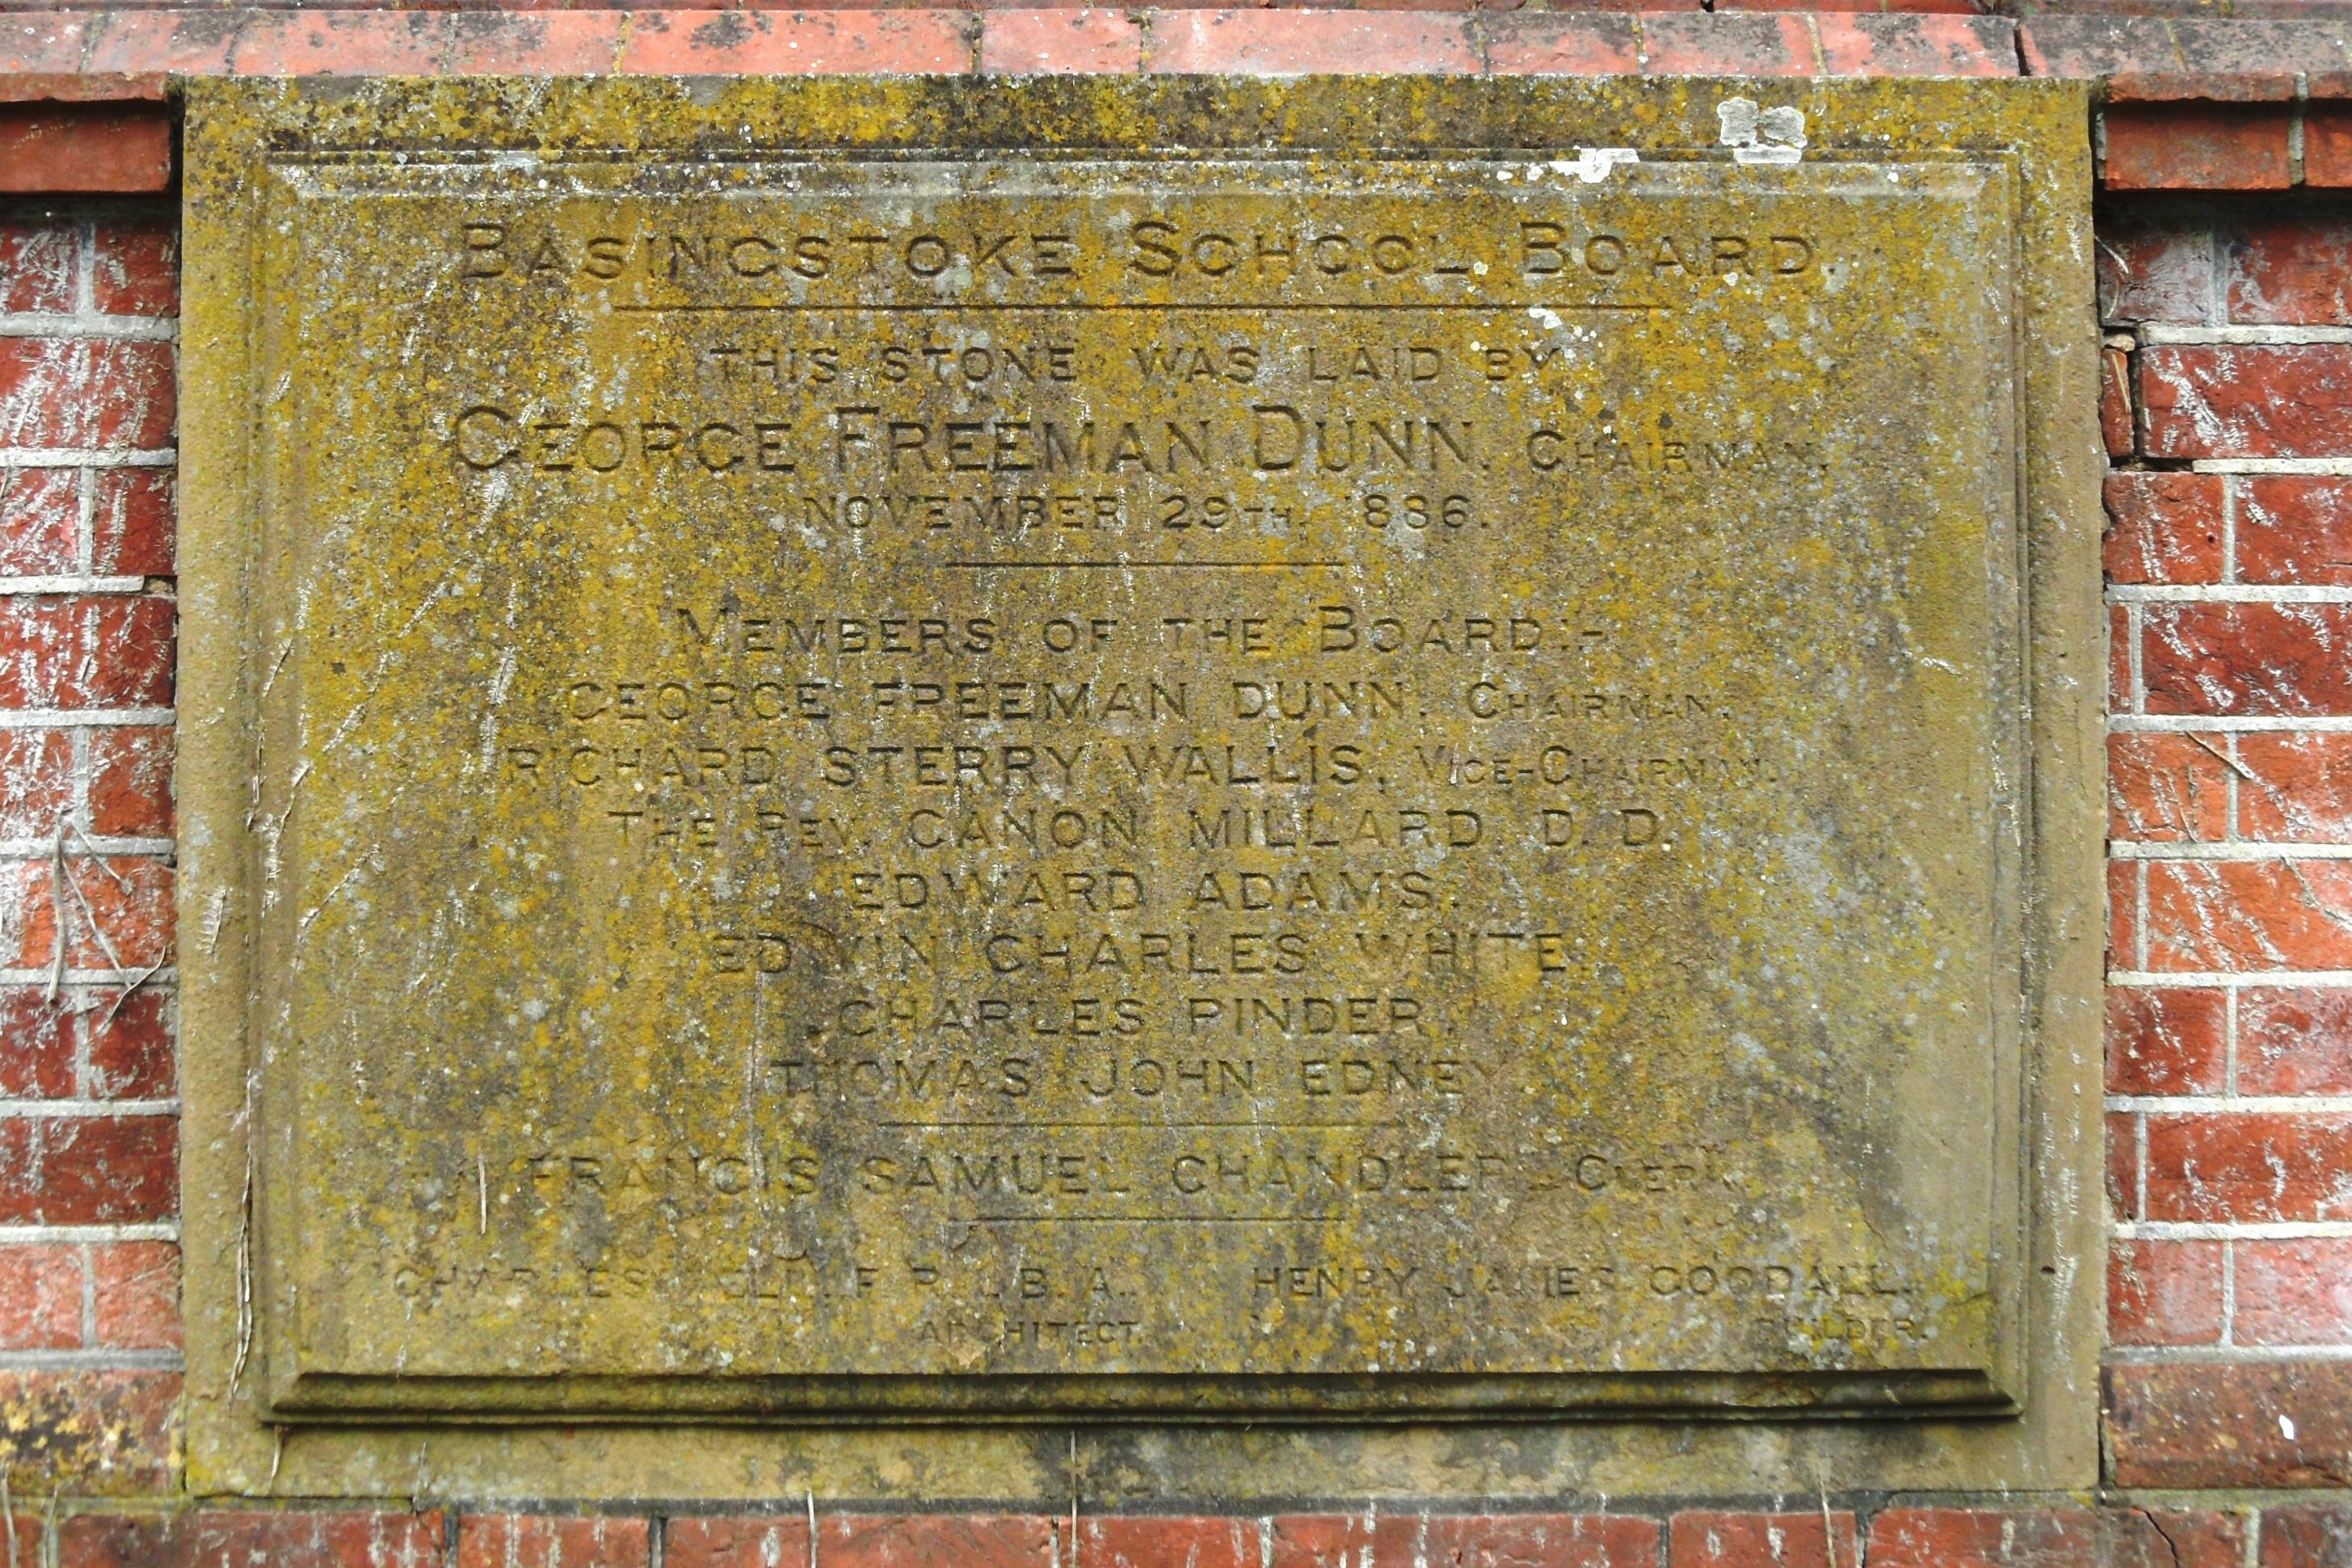 BASINGSTOKE SCHOOL BOARD.
THIS STONE WAS LAID BY
GEORGE FREEMAN DUNN. CHAIRMAN.
NOVEMBER 29TH. 1886.
MEMBERS OF THE BOARD:-
GEORGE FREEMAN DUNN. CHAIRMAN.
RICHARD STERRY WALLIS, VICE-CHAIRMAN.
THE REV. CANON MILLARD. D.D.
EDWARD ADAMS.
EDWIN CHARLES WHITE.
CHARLES PINDER.
THOMAS JOHN EDNEY
FRANCIS SAMUEL CHANDLER CLERK.
CHARLES F.R.I.B.A., HENRY JAMES GOODALL.
ARCHITECT. BUILDER.